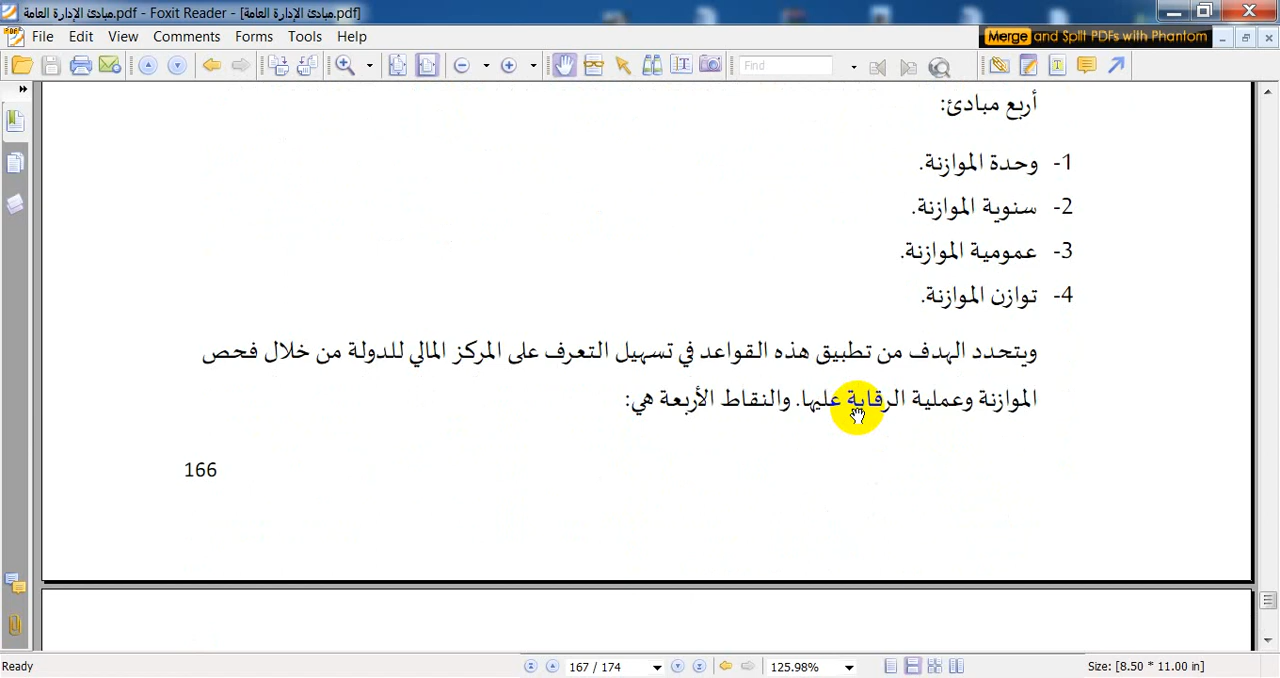 مبادئ الإدارة العامة.pdf - Foxit Reader - [مبادئ الإدارة العامة.pdf]
File Edit View Comments Forms Tools Help
Merge and Split PDFs with Phantom
Find
أربع مبادئ:
1- وحدة الموازنة.
2- سنوية الموازنة.
3- عمومية الموازنة.
4- توازن الموازنة.
ويتحدد الهدف من تطبيق هذه القواعد في تسهيل التعرف على المركز المالي للدولة من خلال فحص
الموازنة وعملية الرقابة عليها. والنقاط الأربعة هي:
166
Ready 167 / 174 125.98% Size: [8.50 * 11.00 in]